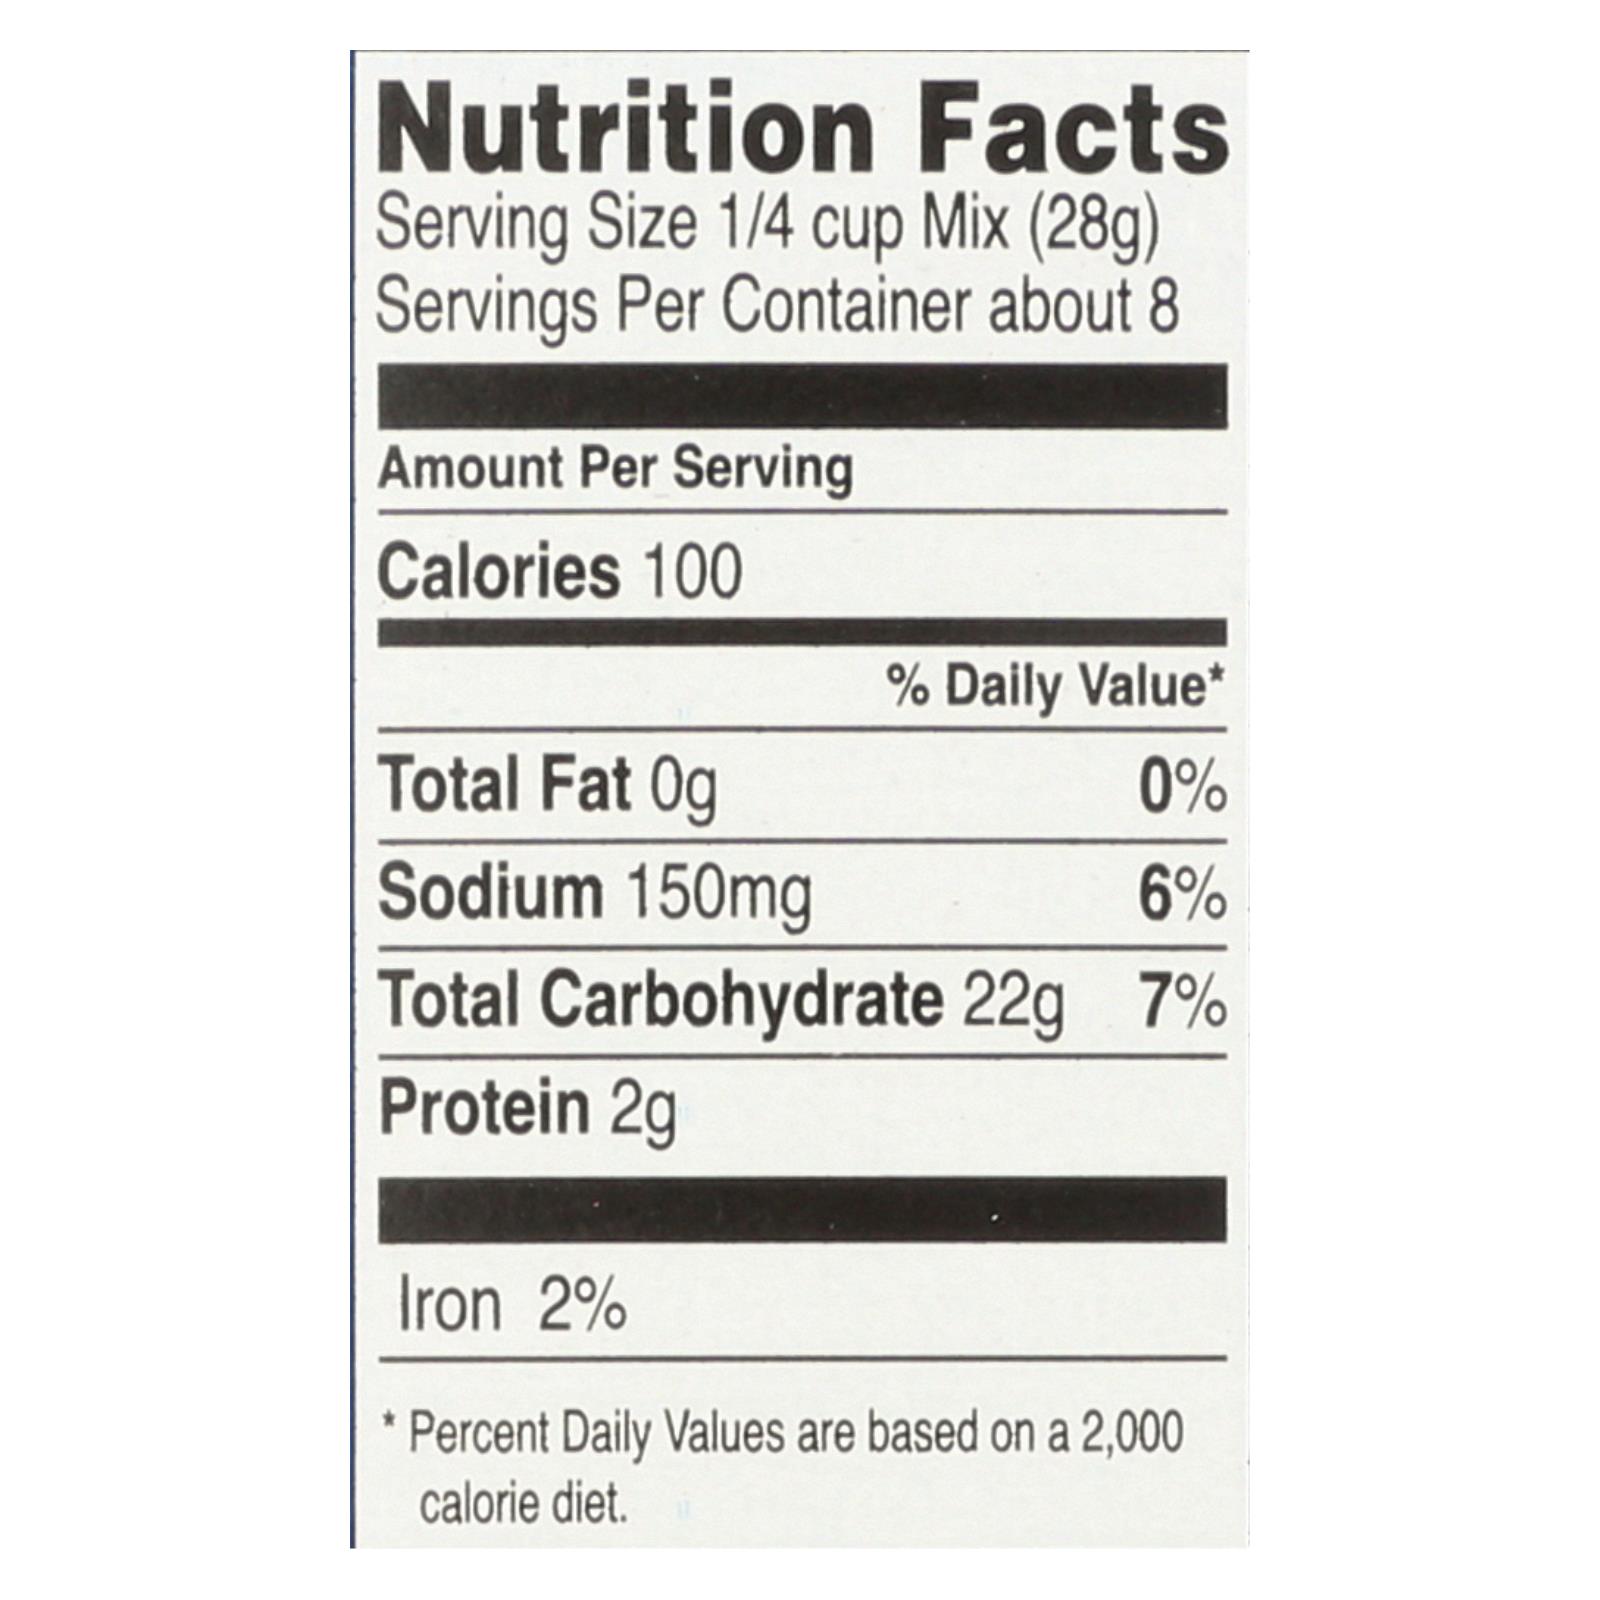 Nutrition Facts
Serving Size 1/4 cup Mix (28g)
Servings Per Container about 8
Amount Per Serving
Calories 100
% Daily Value*
Total Fat 0g 0%
Sodium 150mg 6%
Total Carbohydrate 22g 7%
Protein 2g
Iron 2%
* Percent Daily Values are based on a 2,000
calorie diet.